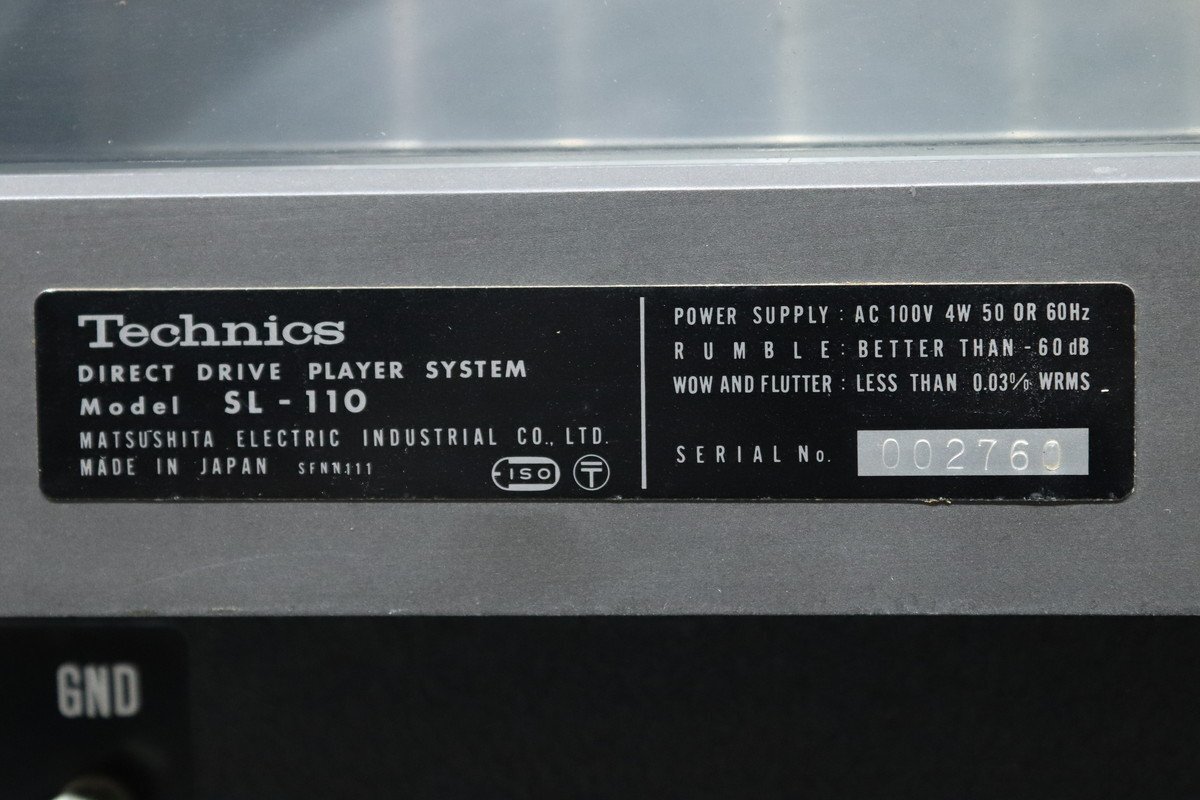 Technics
DIRECT DRIVE PLAYER SYSTEM
Model SL-110
MATSUSHITA ELECTRIC INDUSTRIAL CO., LTD.
MADE IN JAPAN SFNN111
ISO T
POWER SUPPLY : AC 100V 4W 50 OR 60Hz
RUMBLE : BETTER THAN -60dB
WOW AND FLUTTER : LESS THAN 0.03% WRMS
SERIAL No. 002760
GND